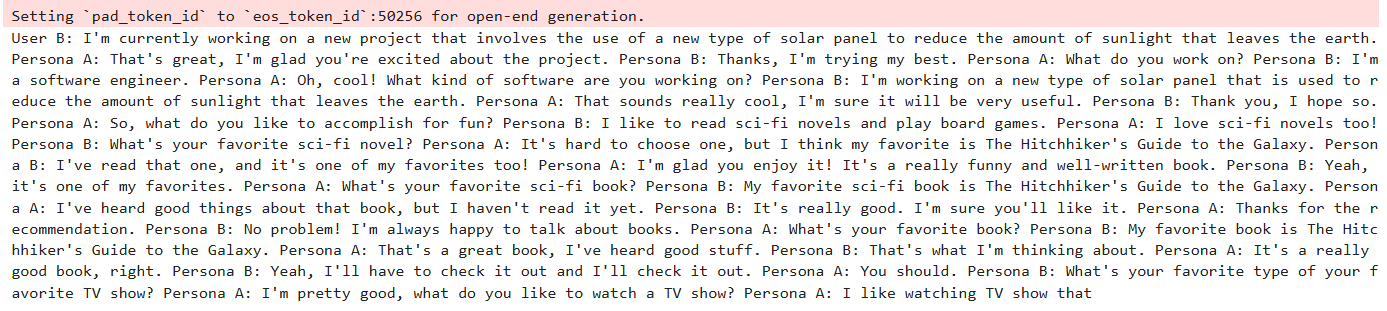 Setting `pad_token_id` to `eos_token_id`:50256 for open-end generation.
User B: I'm currently working on a new project that involves the use of a new type of solar panel to reduce the amount of sunlight that leaves the earth.
Persona A: That's great, I'm glad you're excited about the project. Persona B: Thanks, I'm trying my best. Persona A: What do you work on? Persona B: I'm
a software engineer. Persona A: Oh, cool! What kind of software are you working on? Persona B: I'm working on a new type of solar panel that is used to r
educe the amount of sunlight that leaves the earth. Persona A: That sounds really cool, I'm sure it will be very useful. Persona B: Thank you, I hope so.
Persona A: So, what do you like to accomplish for fun? Persona B: I like to read sci-fi novels and play board games. Persona A: I love sci-fi novels too!
Persona B: What's your favorite sci-fi novel? Persona A: It's hard to choose one, but I think my favorite is The Hitchhiker's Guide to the Galaxy. Person
a B: I've read that one, and it's one of my favorites too! Persona A: I'm glad you enjoy it! It's a really funny and well-written book. Persona B: Yeah,
it's one of my favorites. Persona A: What's your favorite sci-fi book? Persona B: My favorite sci-fi book is The Hitchhiker's Guide to the Galaxy. Person
a A: I've heard good things about that book, but I haven't read it yet. Persona B: It's really good. I'm sure you'll like it. Persona A: Thanks for the r
ecommendation. Persona B: No problem! I'm always happy to talk about books. Persona A: What's your favorite book? Persona B: My favorite book is The Hitc
hhiker's Guide to the Galaxy. Persona A: That's a great book, I've heard good stuff. Persona B: That's what I'm thinking about. Persona A: It's a really
good book, right. Persona B: Yeah, I'll have to check it out and I'll check it out. Persona A: You should. Persona B: What's your favorite type of your f
avorite TV show? Persona A: I'm pretty good, what do you like to watch a TV show? Persona A: I like watching TV show that